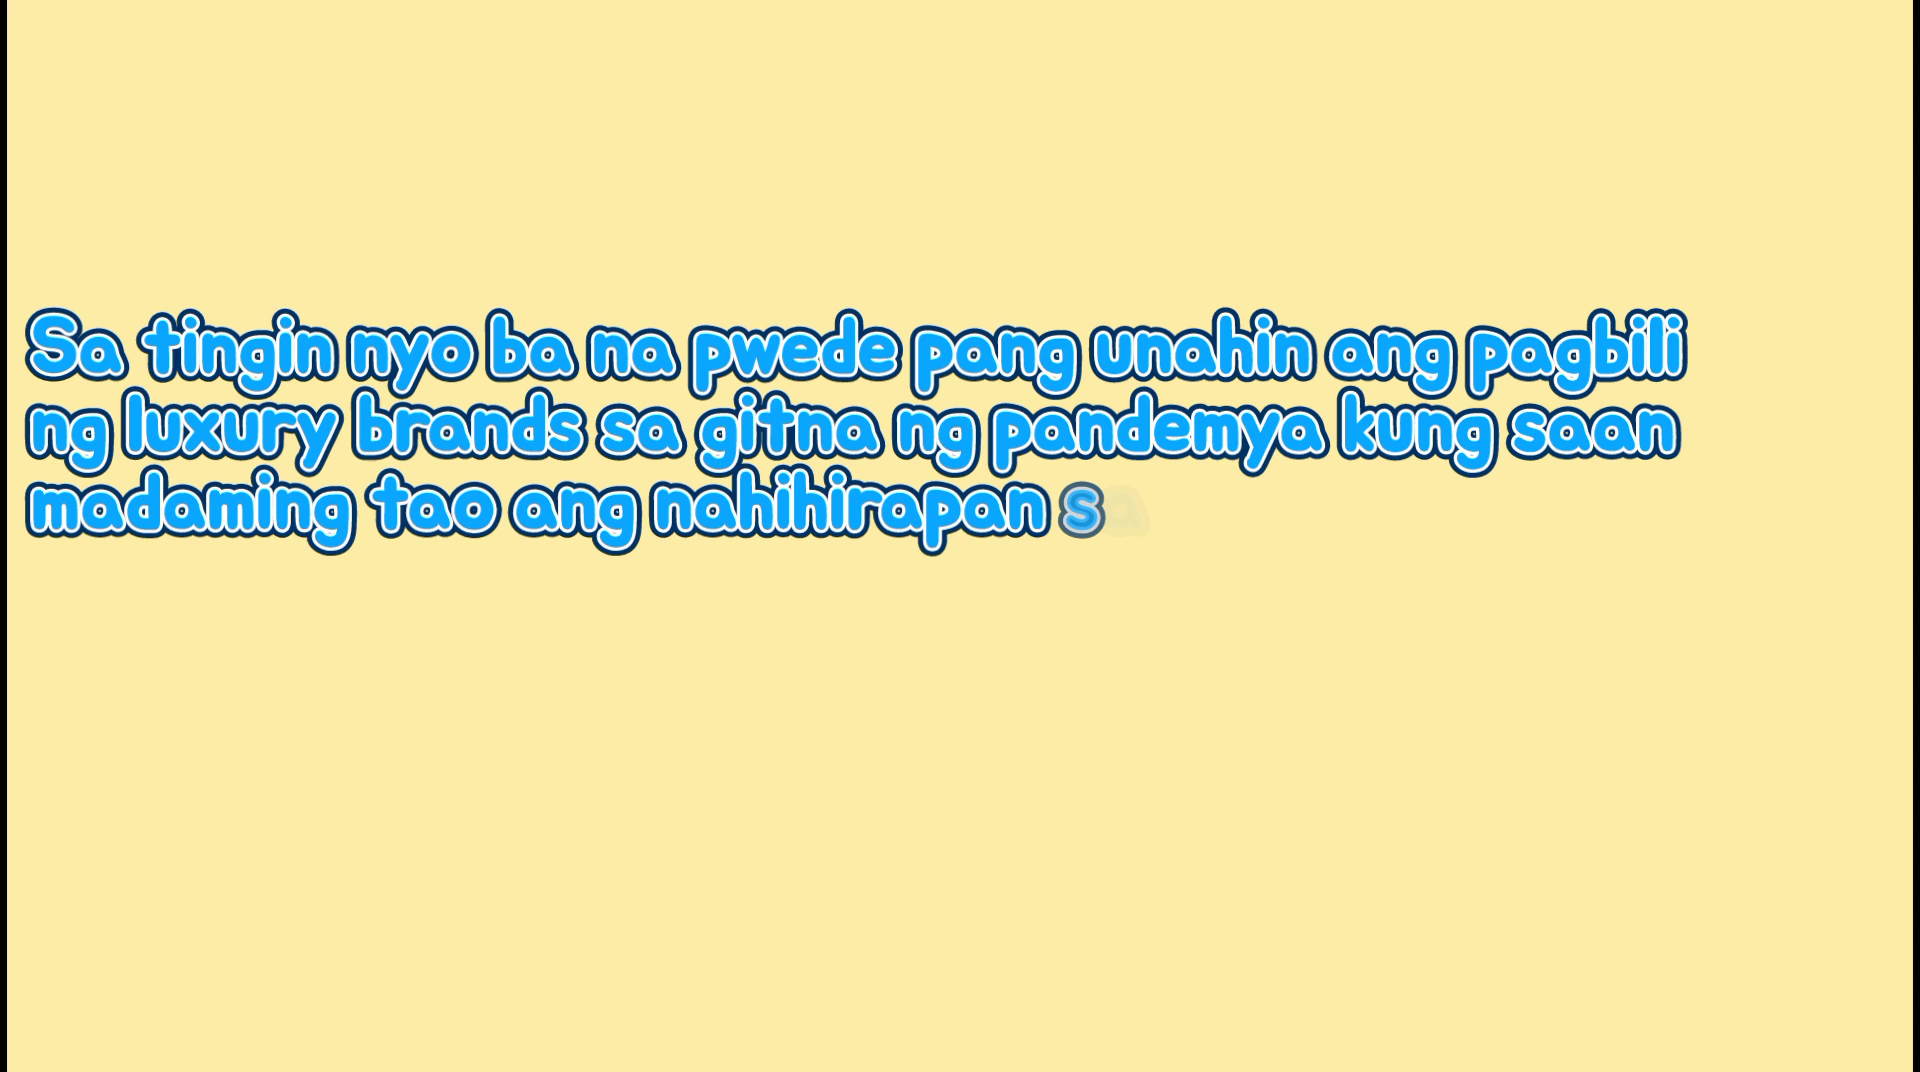 Sa tingin nyo ba na pwede pang unahin ang pagbili
ng luxury brands sa gitna ng pandemya kung saan
madaming tao ang nahihirapan sa